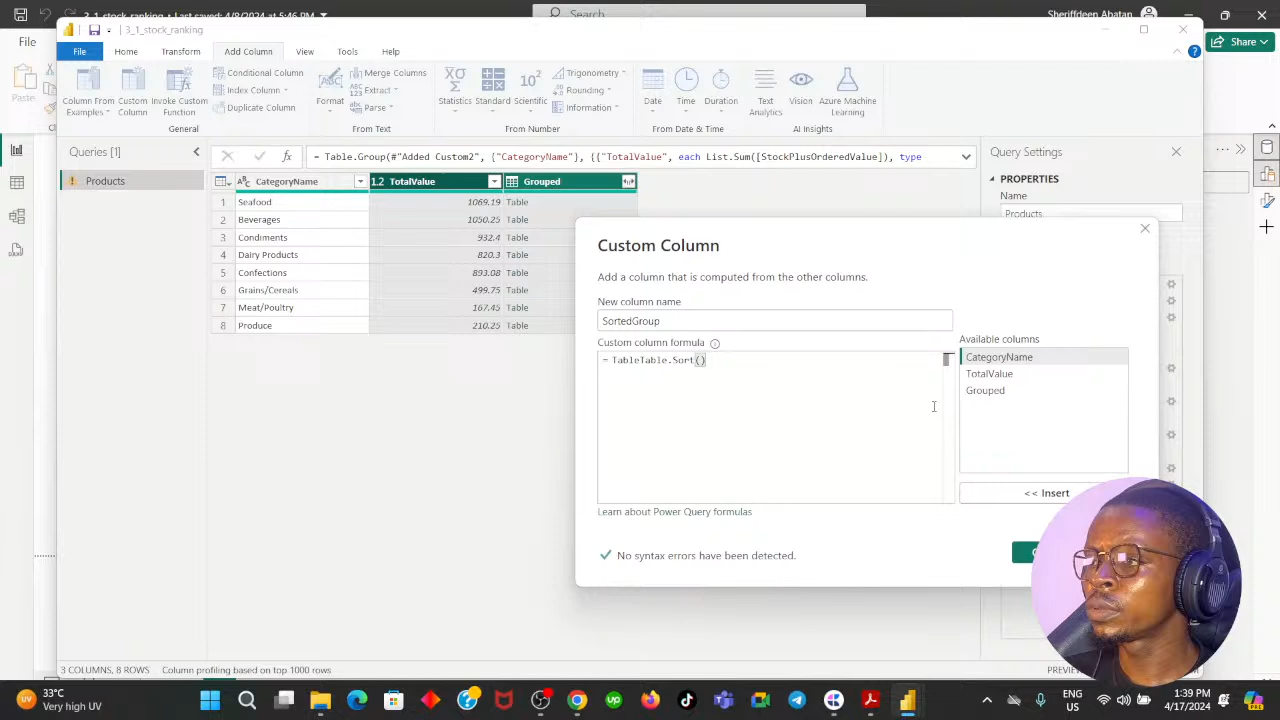 3_1_stock_ranking
Saved: 4/8/2024 at 5:46 PM
Search
Sheriffdeen Abatan
3_1_stock_ranking
File
File
Home
Transform
Add Column
View
Tools
Help
Share
Paste
Column From Examples
Custom Column
Invoke Custom Function
Conditional Column
Index Column
Duplicate Column
General
Format
Merge Columns
Extract
Parse
From Text
Statistics
Standard
Scientific
Trigonometry
Rounding
Information
From Number
Date
Time
Duration
From Date & Time
Text Analytics
Vision
Azure Machine Learning
AI Insights
Queries [1]
= Table.Group(#"Added Custom2", {"CategoryName"}, {{"TotalValue", each List.Sum([StockPlusOrderedValue]), type
Query Settings
Products
CategoryName 1.2 TotalValue Grouped
1 Seafood 1069.19 Table
2 Beverages 1050.25 Table
3 Condiments 932.4 Table
4 Dairy Products 820.3 Table
5 Confections 893.08 Table
6 Grains/Cereals 499.75 Table
7 Meat/Poultry 167.45 Table
8 Produce 210.25 Table
PROPERTIES
Name
Products
Custom Column
Add a column that is computed from the other columns.
New column name
SortedGroup
Custom column formula
= TableTable.Sort()
Available columns
CategoryName
TotalValue
Grouped
<< Insert
Learn about Power Query formulas
No syntax errors have been detected.
3 COLUMNS, 8 ROWS
Column profiling based on top 1000 rows
33°C
Very high UV
ENG
US
1:39 PM
4/17/2024